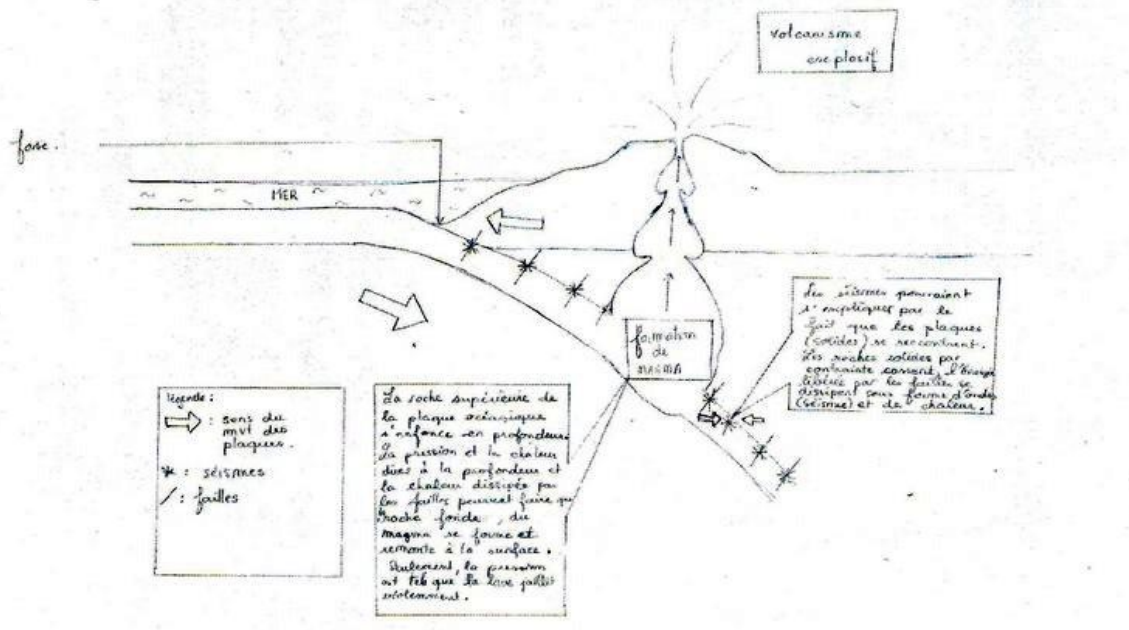 volcanisme
explosif
fosse.
MER
formation
de
MAGMA
Les séismes pourraient
s'expliquer par le
fait que les plaques
(solides) se rencontrent.
Les roches solides par
contrainte cassent, l'énergie
libérée par les failles se
dissipent sous forme d'ondes
(séisme) et de chaleur.
légende :
: sens du
mvt des
plaques.
: séismes
: failles
La roche supérieure de
la plaque océanique
s'enfonce en profondeur.
La pression et la chaleur
dûes à la profondeur et
la chaleur dissipée par
les failles peuvent faire que
roche fonde, du
magma se forme et
remonte à la surface.
Seulement, la pression
est telle que la lave jaillit
violemment.